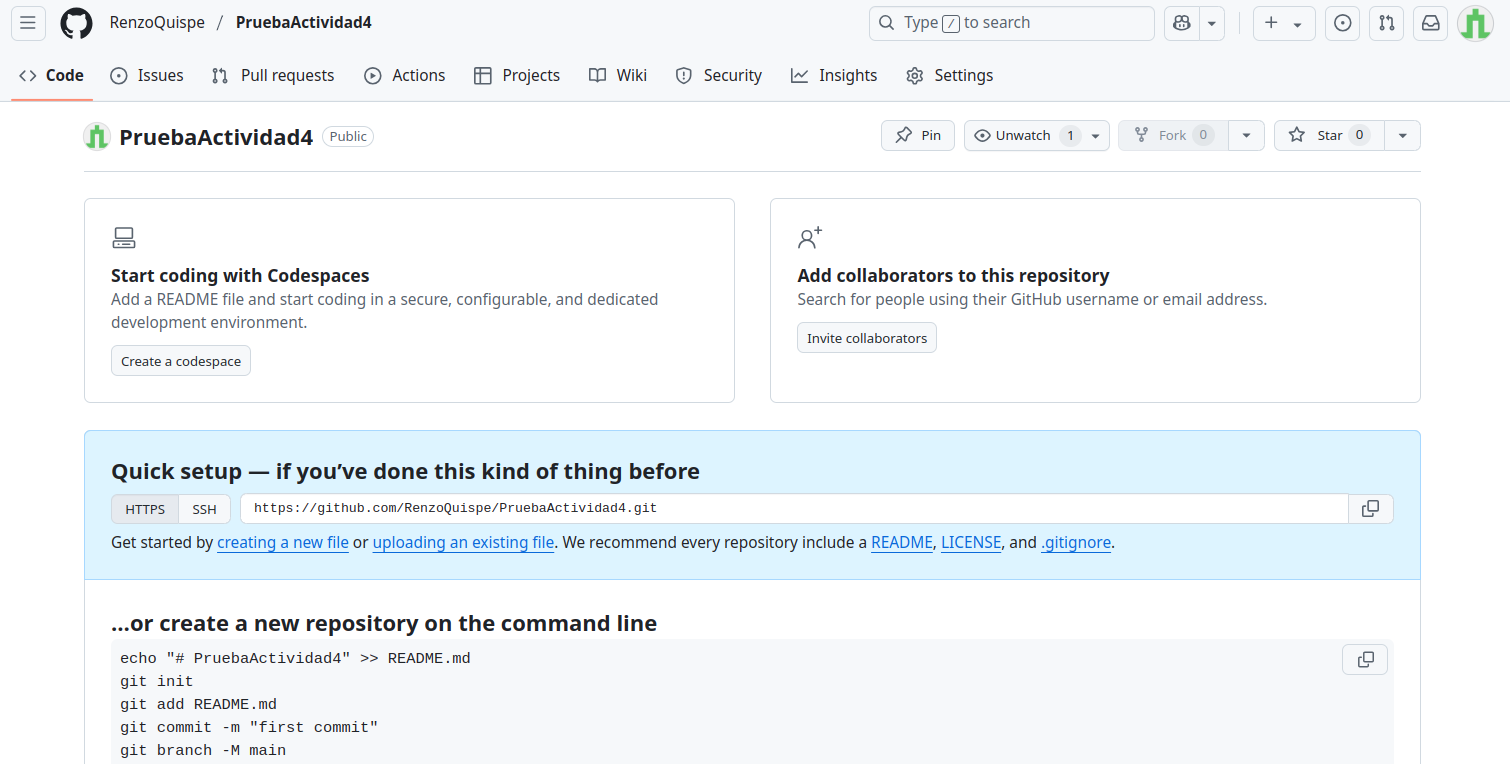 RenzoQuispe / PruebaActividad4
Type / to search
Code Issues Pull requests Actions Projects Wiki Security Insights Settings
PruebaActividad4 Public
Pin Unwatch 1 Fork 0 Star 0
Start coding with Codespaces
Add a README file and start coding in a secure, configurable, and dedicated
development environment.
Create a codespace
Add collaborators to this repository
Search for people using their GitHub username or email address.
Invite collaborators
Quick setup — if you’ve done this kind of thing before
HTTPS SSH https://github.com/RenzoQuispe/PruebaActividad4.git
Get started by creating a new file or uploading an existing file. We recommend every repository include a README, LICENSE, and .gitignore.
…or create a new repository on the command line
echo "# PruebaActividad4" >> README.md
git init
git add README.md
git commit -m "first commit"
git branch -M main